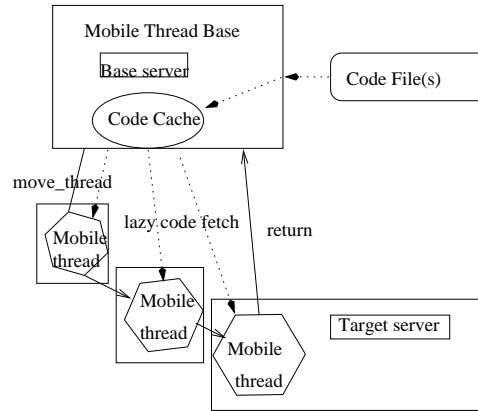 Mobile Thread Base
Base server
Code File(s)
Code Cache
move_thread
lazy code fetch
return
Mobile
thread
Mobile
thread
Target server
Mobile
thread